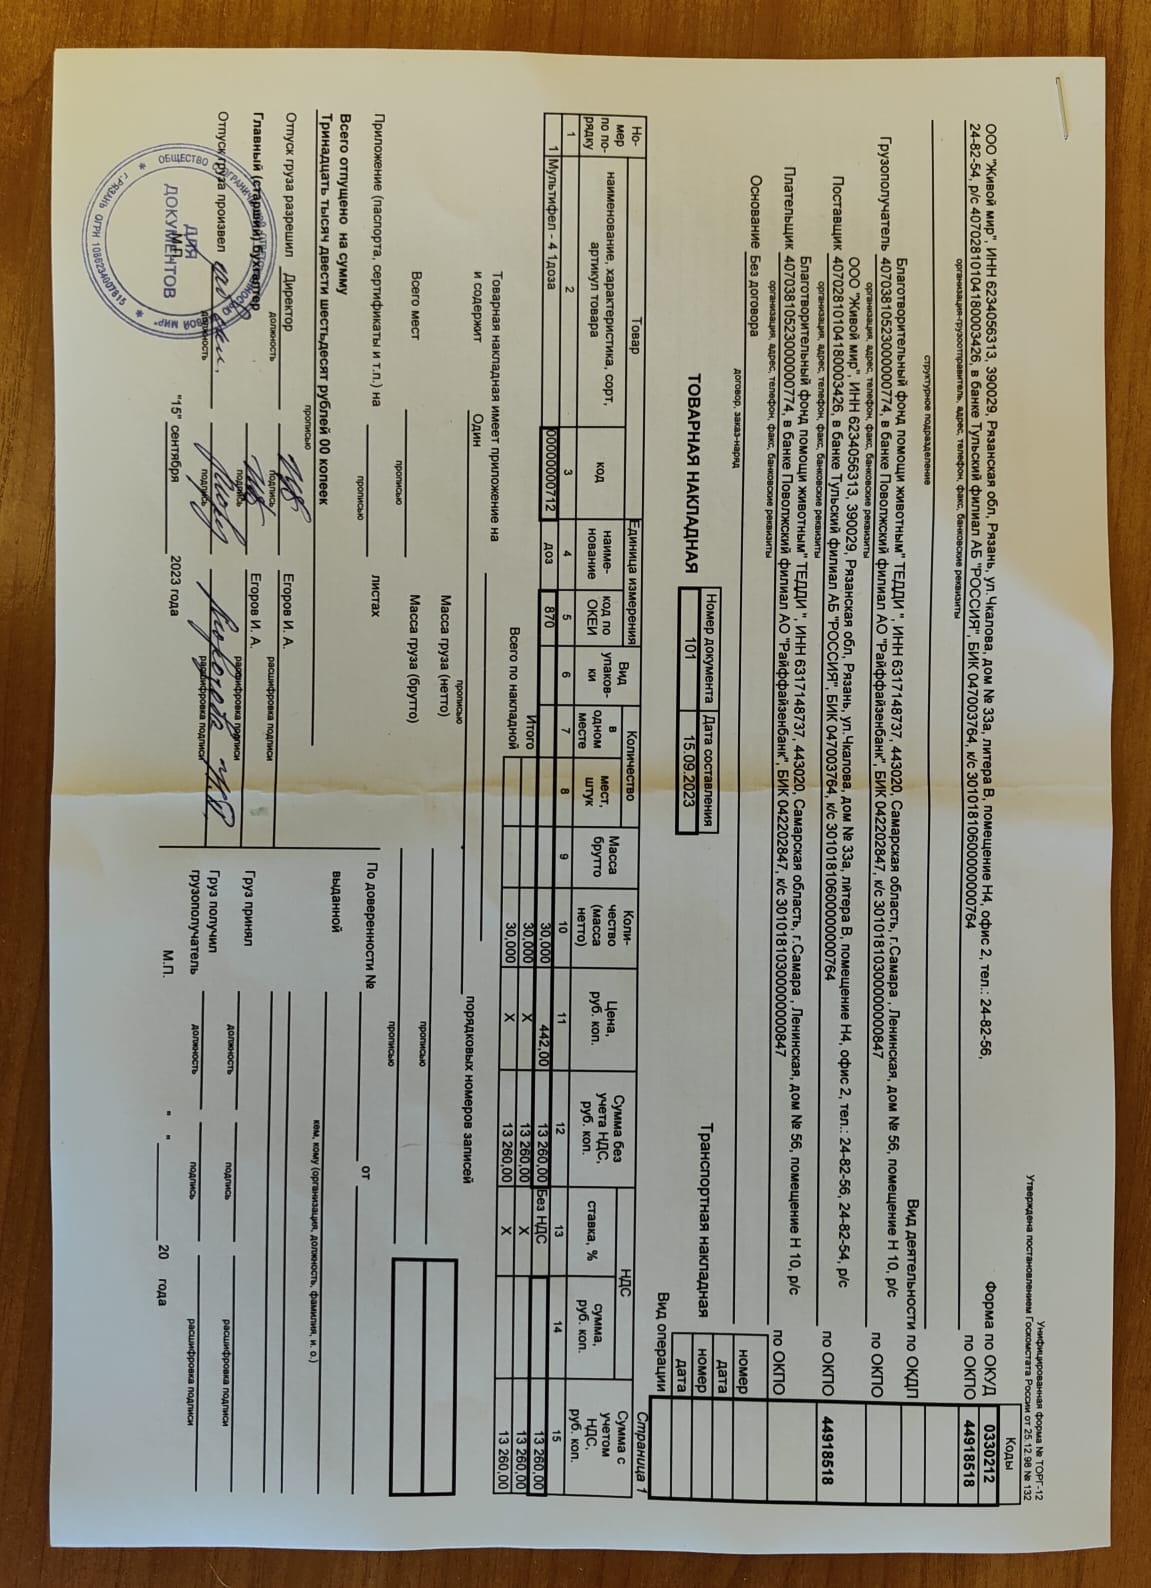 Унифицированная форма № ТОРГ-12
Утверждена постановлением Госкомстата России от 25.12.98 № 132
Коды
Форма по ОКУД 0330212
ООО "Живой мир", ИНН 6234056313, 390029, Рязанская обл, Рязань, ул.Чкалова, дом № 33а, литера В, помещение Н4, офис 2, тел.: 24-82-56,
24-82-54, р/с 40702810104180003426, в банке Тульский филиал АБ "РОССИЯ", БИК 047003764, к/с 30101810600000000764 по ОКПО 44918518
организация-грузоотправитель, адрес, телефон, факс, банковские реквизиты
структурное подразделение
Вид деятельности по ОКДП
Благотворительный фонд помощи животным" ТЕДДИ ", ИНН 6317148737, 443020, Самарская область, г.Самара , Ленинская, дом № 56, помещение Н 10, р/с
Грузополучатель 40703810523000000774, в банке Поволжский филиал АО "Райффайзенбанк", БИК 042202847, к/с 30101810300000000847 по ОКПО
организация, адрес, телефон, факс, банковские реквизиты
ООО "Живой мир", ИНН 6234056313, 390029, Рязанская обл, Рязань, ул.Чкалова, дом № 33а, литера В, помещение Н4, офис 2, тел.: 24-82-56, 24-82-54, р/с
Поставщик 40702810104180003426, в банке Тульский филиал АБ "РОССИЯ", БИК 047003764, к/с 30101810600000000764 по ОКПО 44918518
организация, адрес, телефон, факс, банковские реквизиты
Благотворительный фонд помощи животным" ТЕДДИ ", ИНН 6317148737, 443020, Самарская область, г.Самара , Ленинская, дом № 56, помещение Н 10, р/с
Плательщик 40703810523000000774, в банке Поволжский филиал АО "Райффайзенбанк", БИК 042202847, к/с 30101810300000000847 по ОКПО
организация, адрес, телефон, факс, банковские реквизиты
Основание Без договора номер
договор, заказ-наряд
дата
Номер документа Дата составления
ТОВАРНАЯ НАКЛАДНАЯ 101 15.09.2023
Транспортная накладная номер
дата
Вид операции
Страница 1
Но-мер по по-рядку Товар Единица измерения Вид упаков-ки Количество Масса брутто Коли-чество (масса нетто) Цена, руб. коп. Сумма без учета НДС, руб. коп. НДС Сумма с учетом НДС, руб. коп.
наименование, характеристика, сорт, артикул товара код наиме-нование код по ОКЕИ в одном месте мест, штук ставка, % сумма, руб. коп.
1 2 3 4 5 6 7 8 9 10 11 12 13 14 15
1 Мультифел - 4 1доза 00000000712 доз 870 30,000 442,00 13 260,00 Без НДС 13 260,00
Итого 30,000 X 13 260,00 X 13 260,00
Всего по накладной 30,000 X 13 260,00 X 13 260,00
Товарная накладная имеет приложение на
и содержит Один порядковых номеров записей
прописью
Масса груза (нетто)
прописью
Всего мест Масса груза (брутто)
прописью прописью
Приложение (паспорта, сертификаты и т.п.) на листах
прописью
По доверенности № от
Всего отпущено на сумму
Тринадцать тысяч двести шестьдесят рублей 00 копеек
прописью
выданной
кем, кому (организация, должность, фамилия, и. о.)
Отпуск груза разрешил Директор Егоров И. А.
должность подпись расшифровка подписи
Главный (старший) бухгалтер Егоров И. А.
подпись расшифровка подписи
Груз принял
должность подпись расшифровка подписи
Отпуск груза произвел
должность подпись расшифровка подписи
Груз получил
грузополучатель
должность подпись расшифровка подписи
М.П. "15" сентября 2023 года
М.П. " " 20 года
ДЛЯ
ДОКУМЕНТОВ